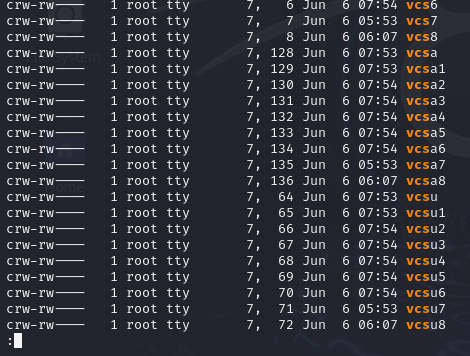 crw-rw---- 1 root tty 7, 6 Jun 6 07:54 vcs6
crw-rw---- 1 root tty 7, 7 Jun 6 05:53 vcs7
crw-rw---- 1 root tty 7, 8 Jun 6 06:07 vcs8
crw-rw---- 1 root tty 7, 128 Jun 6 07:53 vcsa
crw-rw---- 1 root tty 7, 129 Jun 6 07:53 vcsa1
crw-rw---- 1 root tty 7, 130 Jun 6 07:54 vcsa2
crw-rw---- 1 root tty 7, 131 Jun 6 07:54 vcsa3
crw-rw---- 1 root tty 7, 132 Jun 6 07:54 vcsa4
crw-rw---- 1 root tty 7, 133 Jun 6 07:54 vcsa5
crw-rw---- 1 root tty 7, 134 Jun 6 07:54 vcsa6
crw-rw---- 1 root tty 7, 135 Jun 6 05:53 vcsa7
crw-rw---- 1 root tty 7, 136 Jun 6 06:07 vcsa8
crw-rw---- 1 root tty 7, 64 Jun 6 07:53 vcsu
crw-rw---- 1 root tty 7, 65 Jun 6 07:53 vcsu1
crw-rw---- 1 root tty 7, 66 Jun 6 07:54 vcsu2
crw-rw---- 1 root tty 7, 67 Jun 6 07:54 vcsu3
crw-rw---- 1 root tty 7, 68 Jun 6 07:54 vcsu4
crw-rw---- 1 root tty 7, 69 Jun 6 07:54 vcsu5
crw-rw---- 1 root tty 7, 70 Jun 6 07:54 vcsu6
crw-rw---- 1 root tty 7, 71 Jun 6 05:53 vcsu7
crw-rw---- 1 root tty 7, 72 Jun 6 06:07 vcsu8
: